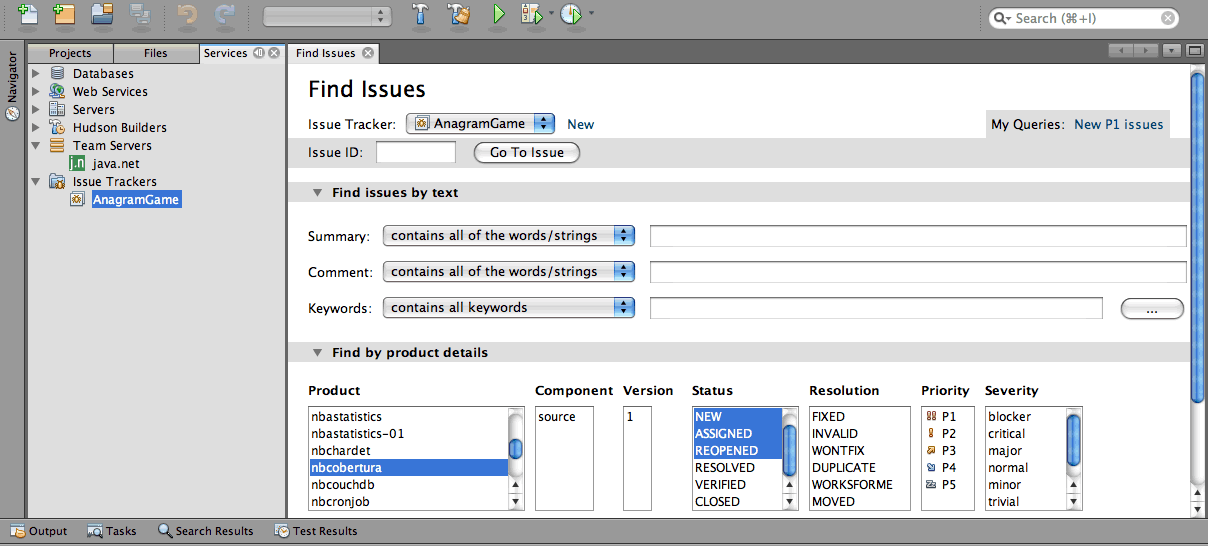 Search (⌘+I)
Navigator
Projects Files Services Find Issues
Databases
Web Services
Servers
Hudson Builders
Team Servers
j.n java.net
Issue Trackers
AnagramGame
Find Issues
Issue Tracker: AnagramGame New My Queries: New P1 issues
Issue ID: Go To Issue
Find issues by text
Summary: contains all of the words/strings
Comment: contains all of the words/strings
Keywords: contains all keywords ...
Find by product details
Product Component Version Status Resolution Priority Severity
nbastatistics source 1 NEW FIXED P1 blocker
nbastatistics-01 ASSIGNED INVALID P2 critical
nbchardet REOPENED WONTFIX P3 major
nbcobertura RESOLVED DUPLICATE P4 normal
nbcouchdb VERIFIED WORKSFORME P5 minor
nbcronjob CLOSED MOVED trivial
Output Tasks Search Results Test Results